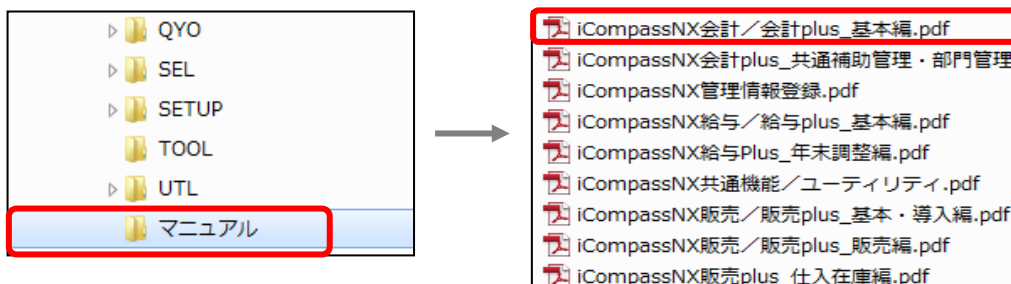 QYO
SEL
SETUP
TOOL
UTL
マニュアル
iCompassNX会計／会計plus_基本編.pdf
iCompassNX会計plus_共通補助管理・部門管理
iCompassNX管理情報登録.pdf
iCompassNX給与／給与plus_基本編.pdf
iCompassNX給与Plus_年末調整編.pdf
iCompassNX共通機能／ユーティリティ.pdf
iCompassNX販売／販売plus_基本・導入編.pdf
iCompassNX販売／販売plus_販売編.pdf
iCompassNX販売plus_仕入在庫編.pdf